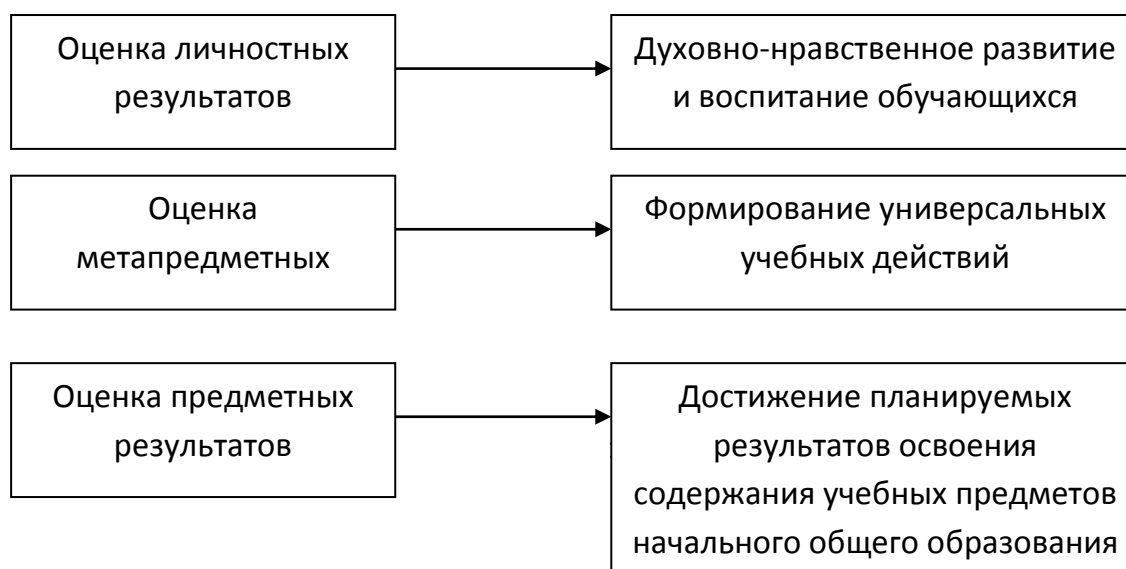 Оценка личностных
результатов
Духовно-нравственное развитие
и воспитание обучающихся
Оценка
метапредметных
Формирование универсальных
учебных действий
Оценка предметных
результатов
Достижение планируемых
результатов освоения
содержания учебных предметов
начального общего образования